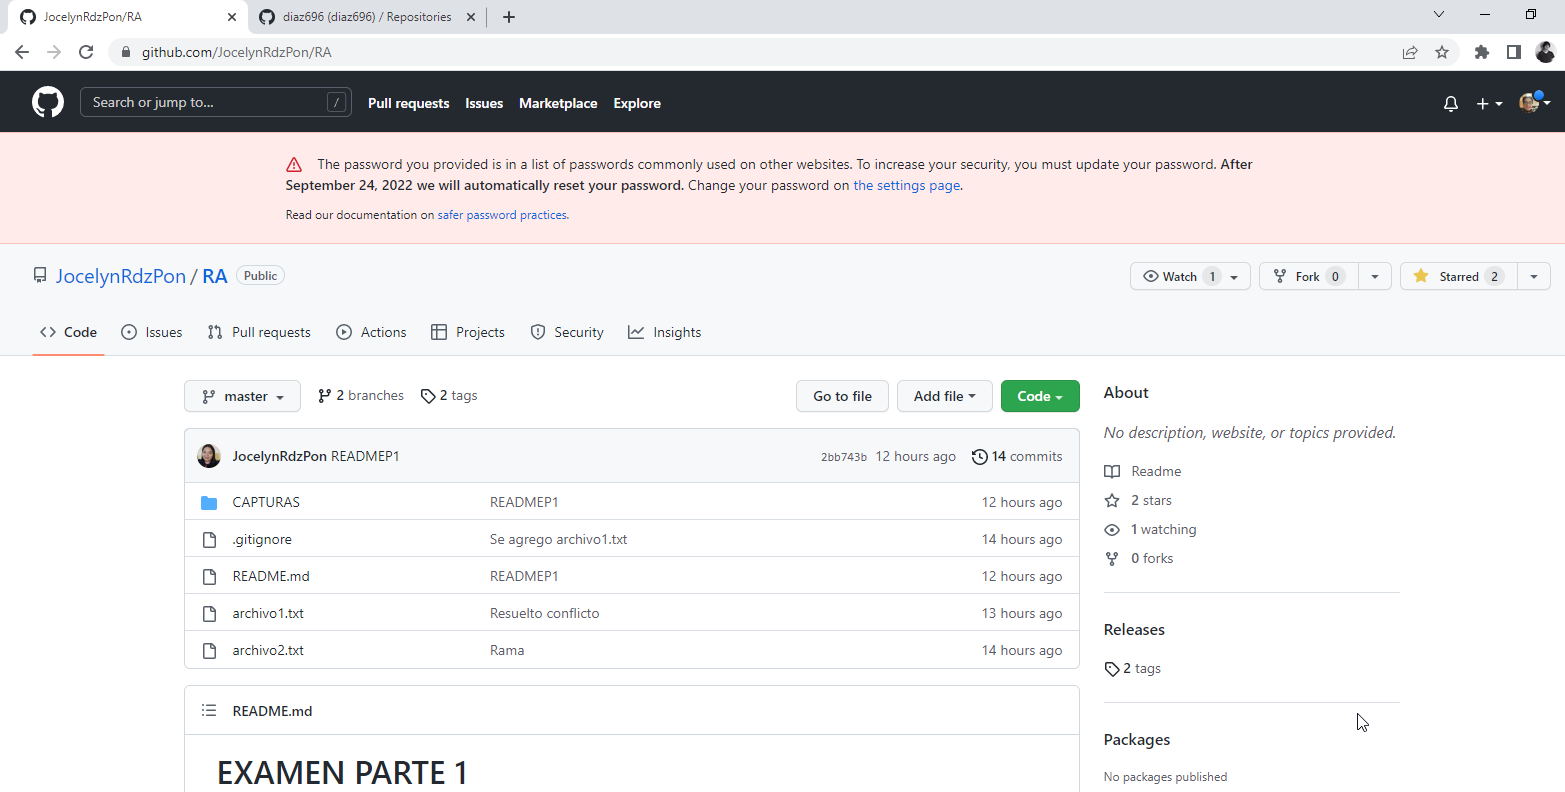 JocelynRdzPon/RA
diaz696 (diaz696) / Repositories
github.com/JocelynRdzPon/RA
Search or jump to...
/
Pull requests Issues Marketplace Explore
The password you provided is in a list of passwords commonly used on other websites. To increase your security, you must update your password. After
September 24, 2022 we will automatically reset your password. Change your password on the settings page.
Read our documentation on safer password practices.
JocelynRdzPon / RA Public
Watch 1
Fork 0
Starred 2
Code Issues Pull requests Actions Projects Security Insights
master 2 branches 2 tags
Go to file Add file Code
JocelynRdzPon READMEP1 2bb743b 12 hours ago 14 commits
CAPTURAS READMEP1 12 hours ago
.gitignore Se agrego archivo1.txt 14 hours ago
README.md READMEP1 12 hours ago
archivo1.txt Resuelto conflicto 13 hours ago
archivo2.txt Rama 14 hours ago
README.md
EXAMEN PARTE 1
About
No description, website, or topics provided.
Readme
2 stars
1 watching
0 forks
Releases
2 tags
Packages
No packages published